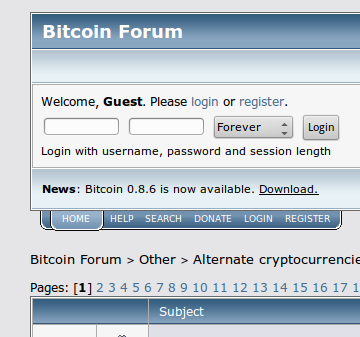 Bitcoin Forum
Welcome, Guest. Please login or register.
Forever Login
Login with username, password and session length
News: Bitcoin 0.8.6 is now available. Download.
HOME HELP SEARCH DONATE LOGIN REGISTER
Bitcoin Forum > Other > Alternate
Pages: [1] 2 3 4 5 6 7 8 9 10 11 12 13 14 15 16 17
Subject